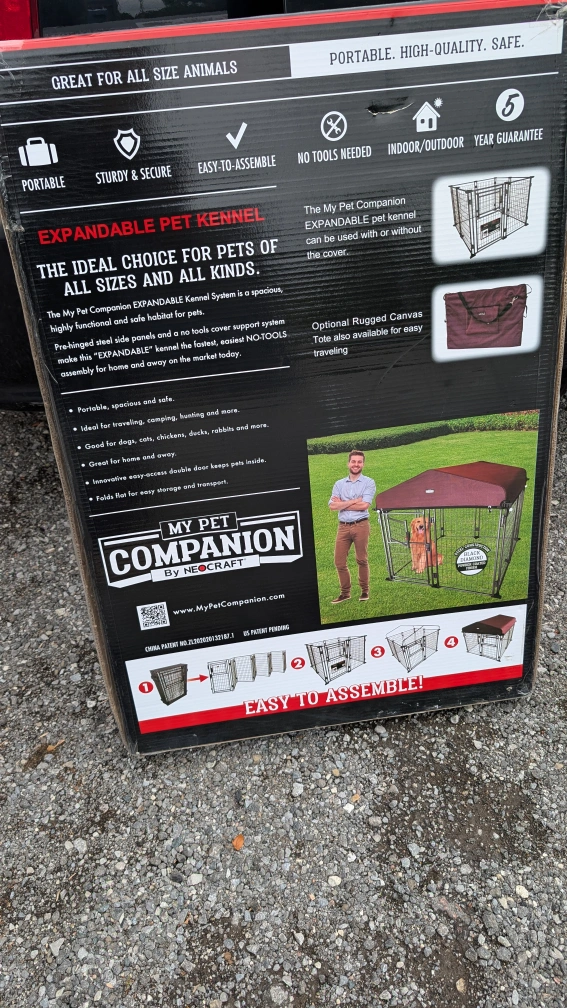 GREAT FOR ALL SIZE ANIMALS
PORTABLE. HIGH-QUALITY. SAFE.
PORTABLE
STURDY & SECURE
EASY-TO-ASSEMBLE
NO TOOLS NEEDED
INDOOR/OUTDOOR
5
YEAR GUARANTEE
EXPANDABLE PET KENNEL
THE IDEAL CHOICE FOR PETS OF
ALL SIZES AND ALL KINDS.
The My Pet Companion EXPANDABLE Kennel System is a spacious,
highly functional and safe habitat for pets.
Pre-hinged steel side panels and a no tools cover support system
make this "EXPANDABLE" kennel the fastest, easiest NO-TOOLS
assembly for home and away on the market today.
• Portable, spacious and safe.
• Ideal for traveling, camping, hunting and more.
• Good for dogs, cats, chickens, ducks, rabbits and more.
• Great for home and away.
• Innovative easy-access double door keeps pets inside.
• Folds flat for easy storage and transport.
The My Pet Companion
EXPANDABLE pet kennel
can be used with or without
the cover.
Optional Rugged Canvas
Tote also available for easy
traveling
BLACK
DIAMOND
MY PET
COMPANION
By NEOCRAFT
www.MyPetCompanion.com
CHINA PATENT NO.ZL202020132187.1 US PATENT PENDING
1
2
3
4
EASY TO ASSEMBLE!